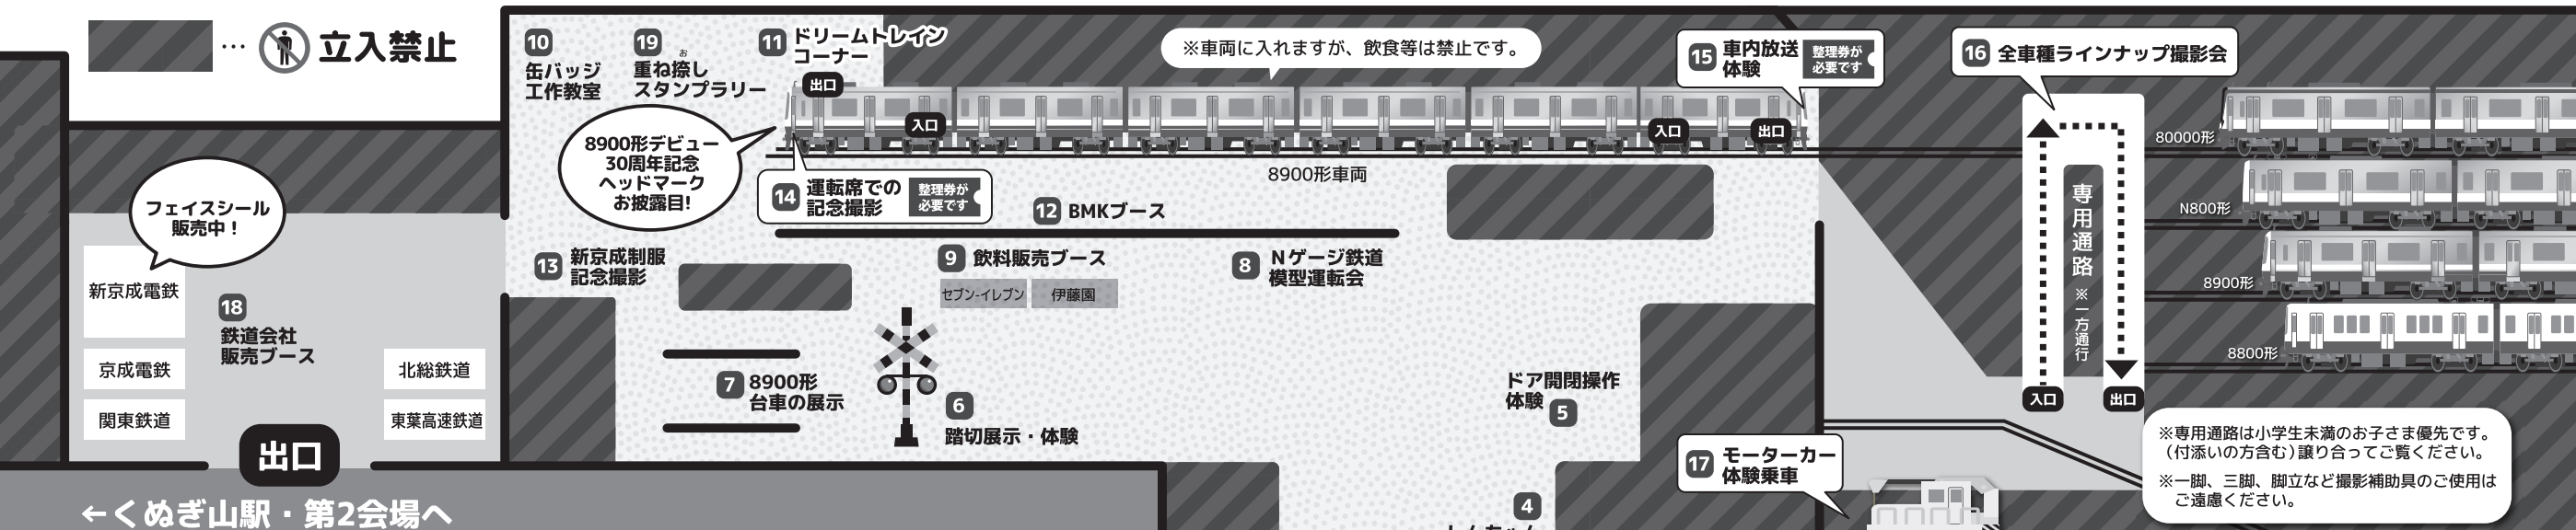 … 立入禁止
フェイスシール
販売中！
新京成電鉄
京成電鉄
関東鉄道
18
鉄道会社
販売ブース
北総鉄道
東葉高速鉄道
出口
←くぬぎ山駅・第2会場へ
10
缶バッジ
工作教室
19
お
重ね捺し
スタンプラリー
11 ドリームトレイン
コーナー
出口
8900形デビュー
30周年記念
ヘッドマーク
お披露目!
入口
14 運転席での
記念撮影
整理券が
必要です
※車両に入れますが、飲食等は禁止です。
8900形車両
入口
出口
15 車内放送
体験
整理券が
必要です
12 BMKブース
13 新京成制服
記念撮影
9 飲料販売ブース
セブン-イレブン
伊藤園
8 Nゲージ鉄道
模型運転会
7 8900形
台車の展示
6
踏切展示・体験
ドア開閉操作
体験 5
4
16 全車種ラインナップ撮影会
専用通路 ※一方通行
入口
出口
80000形
N800形
8900形
8800形
17 モーターカー
体験乗車
※専用通路は小学生未満のお子さま優先です。
（付添いの方含む）譲り合ってご覧ください。
※一脚、三脚、脚立など撮影補助具のご使用は
ご遠慮ください。